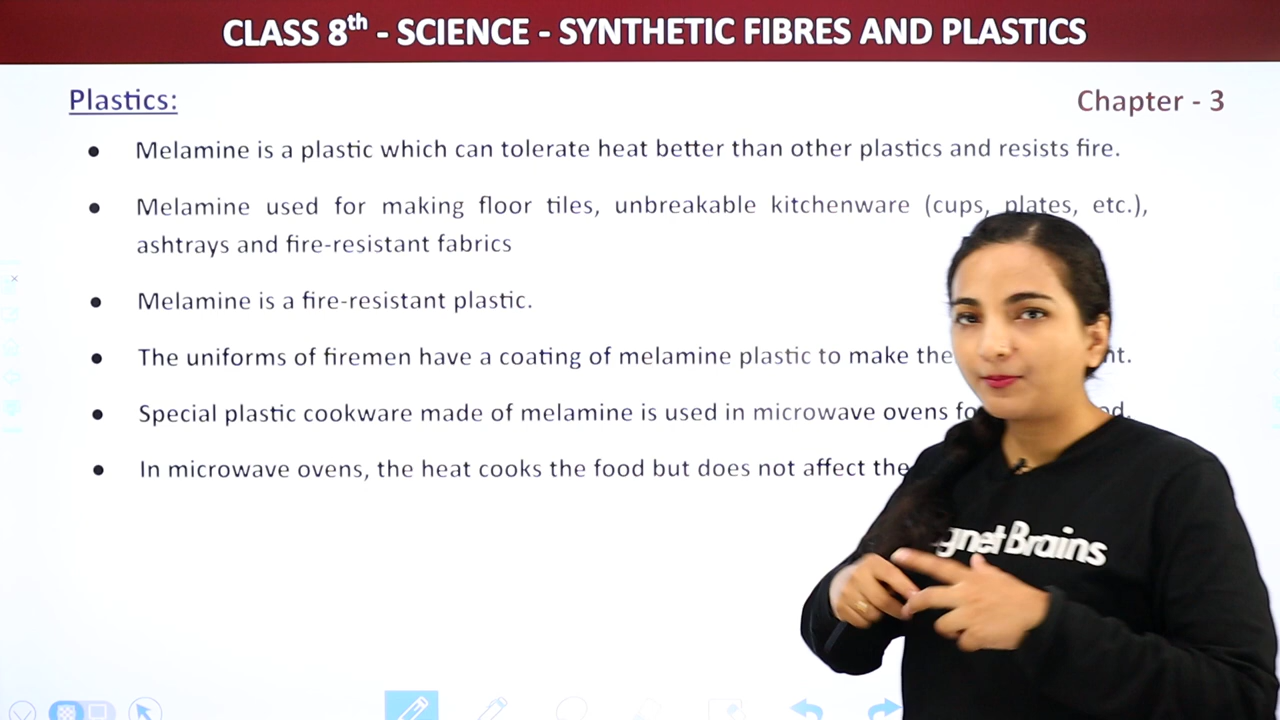 CLASS 8th - SCIENCE - SYNTHETIC FIBRES AND PLASTICS
Plastics:
Chapter - 3
● Melamine is a plastic which can tolerate heat better than other plastics and resists fire.
● Melamine used for making floor tiles, unbreakable kitchenware (cups, plates, etc.),
ashtrays and fire-resistant fabrics
● Melamine is a fire-resistant plastic.
● The uniforms of firemen have a coating of melamine plastic to make
● Special plastic cookware made of melamine is used in microwave ovens
● In microwave ovens, the heat cooks the food but does not affect the
Brains